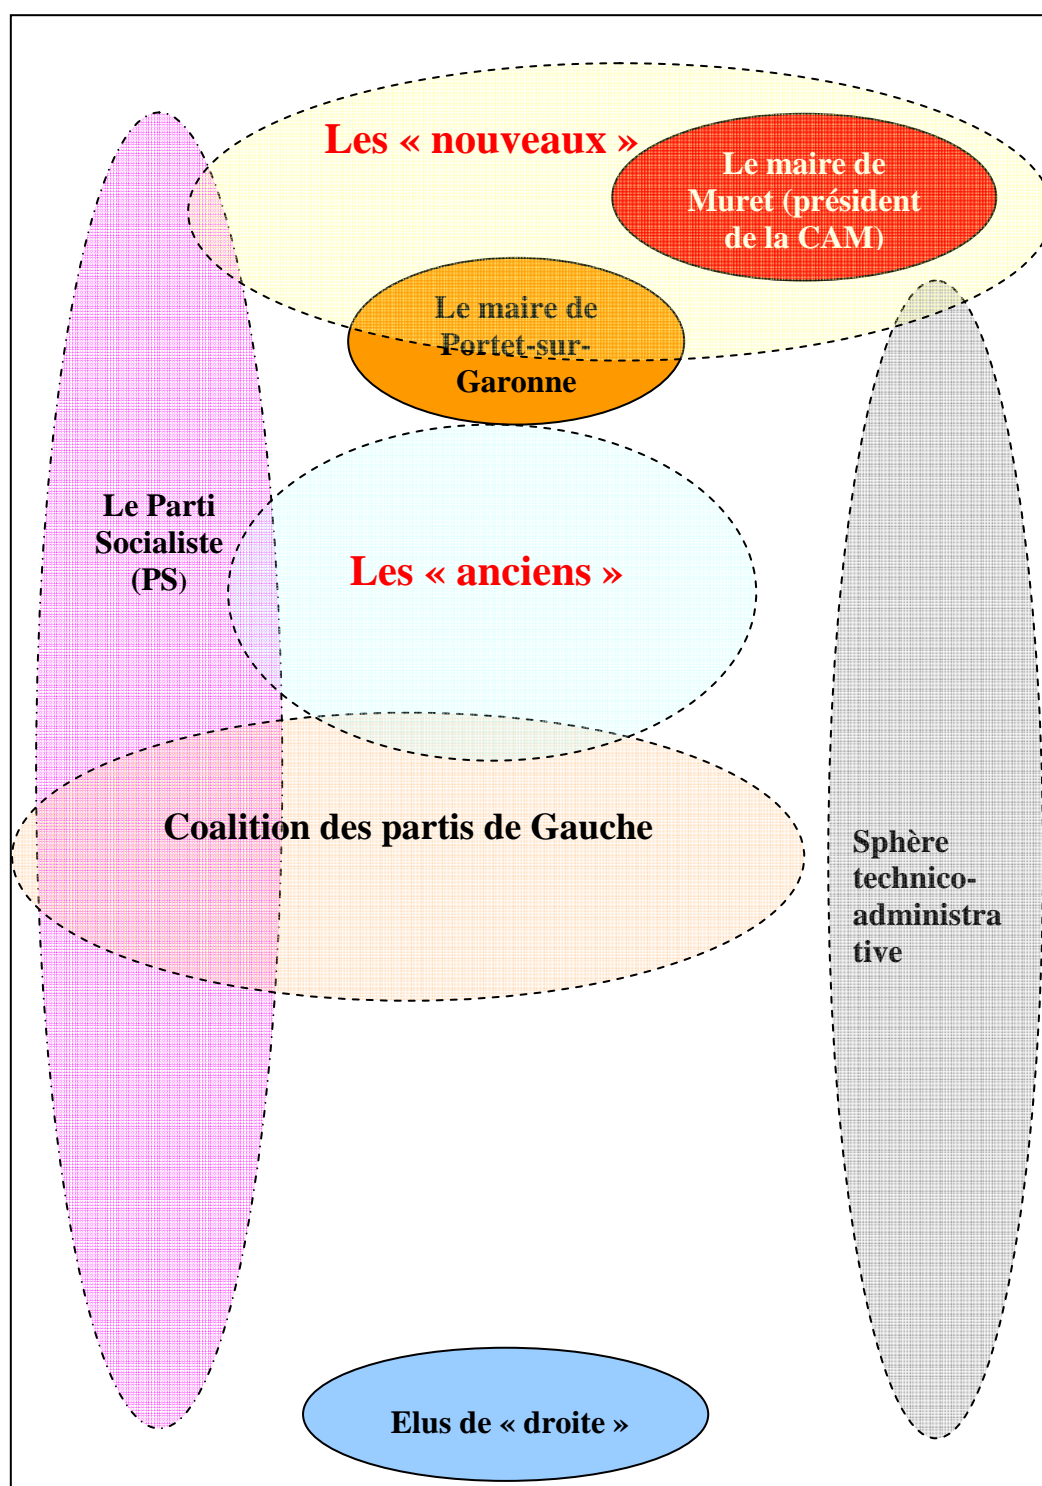 Les « nouveaux »
Le maire de
Muret (président
de la CAM)
Le maire de
Portet-sur-
Garonne
Le Parti
Socialiste
(PS)
Les « anciens »
Coalition des partis de Gauche
Sphère
technico-
administra
tive
Elus de « droite »